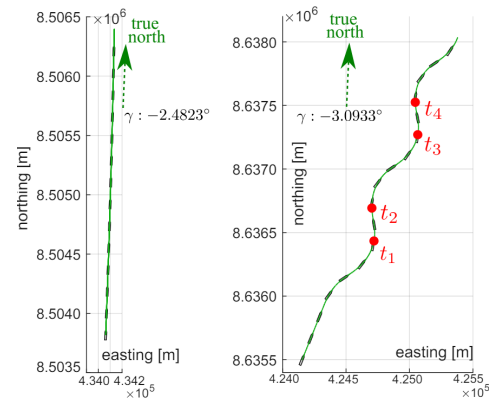 ×10⁶
8.5065
8.5060
8.5055
8.5050
8.5045
8.5040
8.5035
northing [m]
true
north
γ : −2.4823°
easting [m]
4.340 4.342
×10⁵
×10⁶
8.6380
8.6375
8.6370
8.6365
8.6360
8.6355
northing [m]
true
north
γ : −3.0933°
t₄
t₃
t₂
t₁
easting [m]
4.240 4.245 4.250 4.255
×10⁵